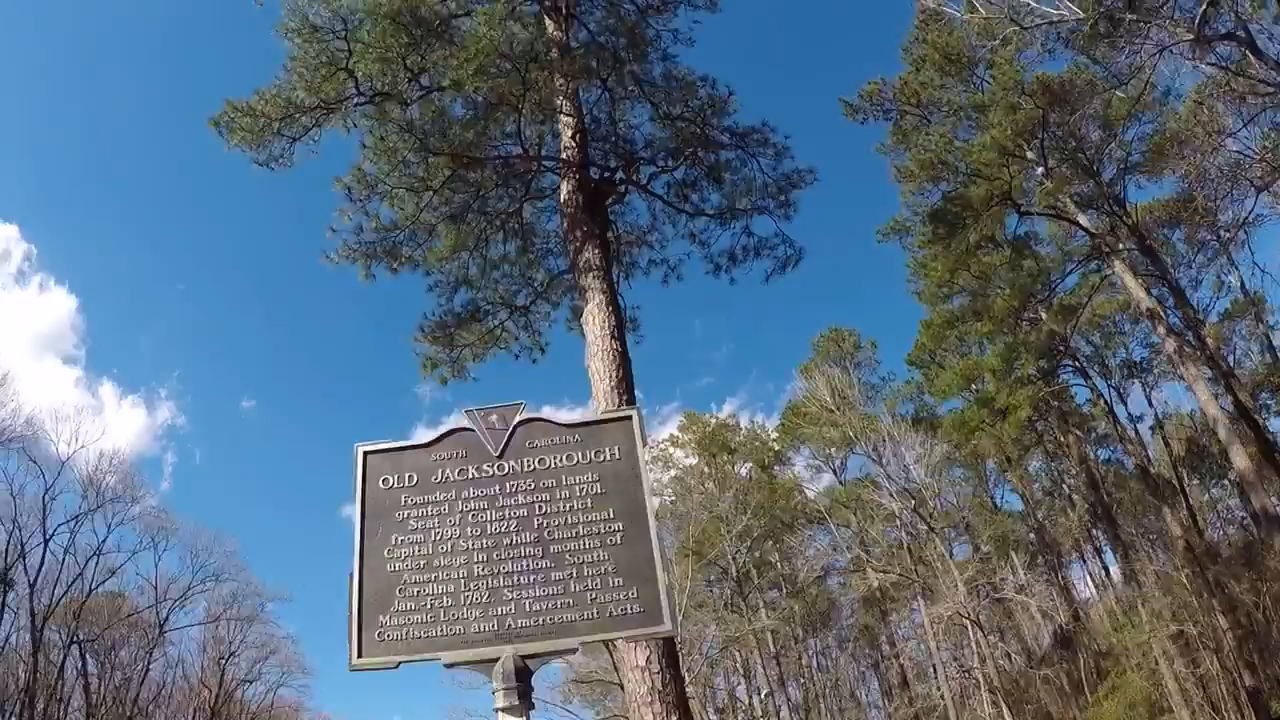 SOUTH CAROLINA
OLD JACKSONBOROUGH
Founded about 1735 on lands
granted John Jackson in 1701.
Seat of Colleton District
from 1799 to 1822. Provisional
Capital of State while Charleston
under siege in closing months of
American Revolution. South
Carolina Legislature met here
Jan.-Feb. 1782. Sessions held in
Masonic Lodge and Tavern. Passed
Confiscation and Amercement Acts.